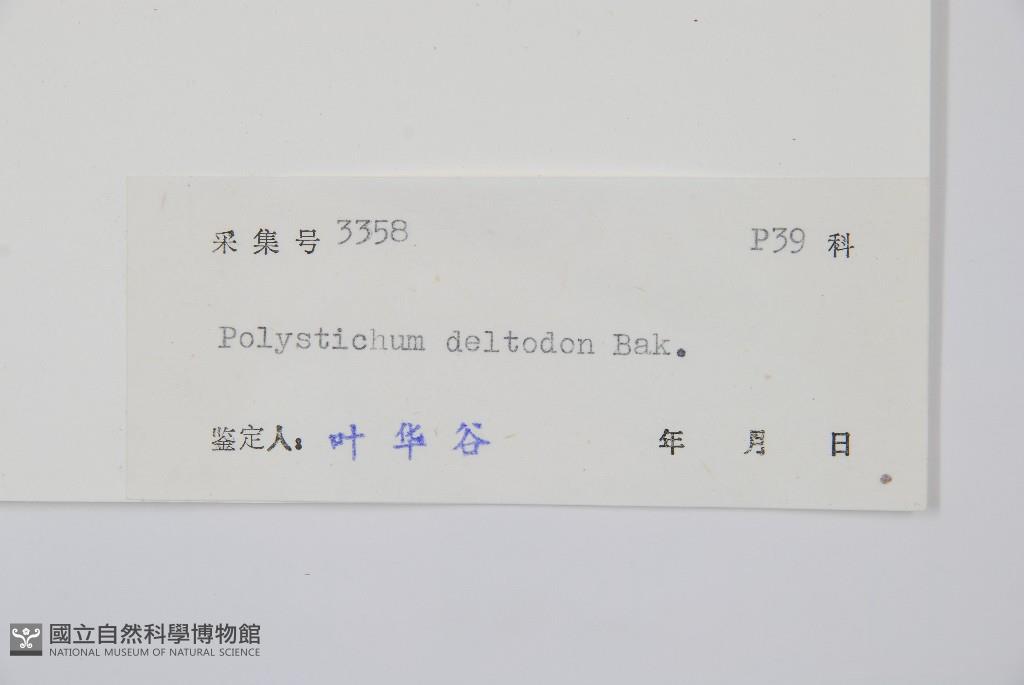 采集号 3358 P39 科
Polystichum deltodon Bak.
鉴定人: 叶华谷 年 月 日
國立自然科學博物館
NATIONAL MUSEUM OF NATURAL SCIENCE